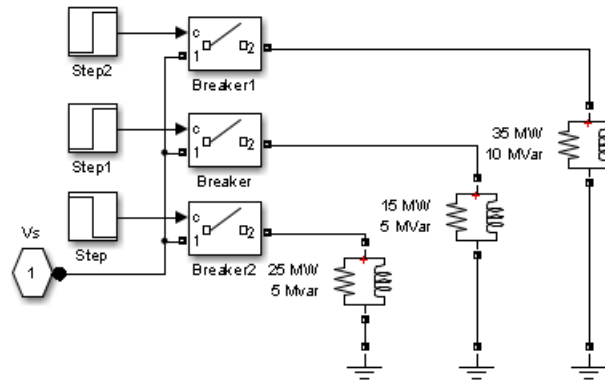 Step2
c
1
2
Breaker1
Step1
c
1
2
Breaker
Step
c
1
2
Breaker2
Vs
1
35 MW
10 MVar
15 MW
5 MVar
25 MW
5 Mvar